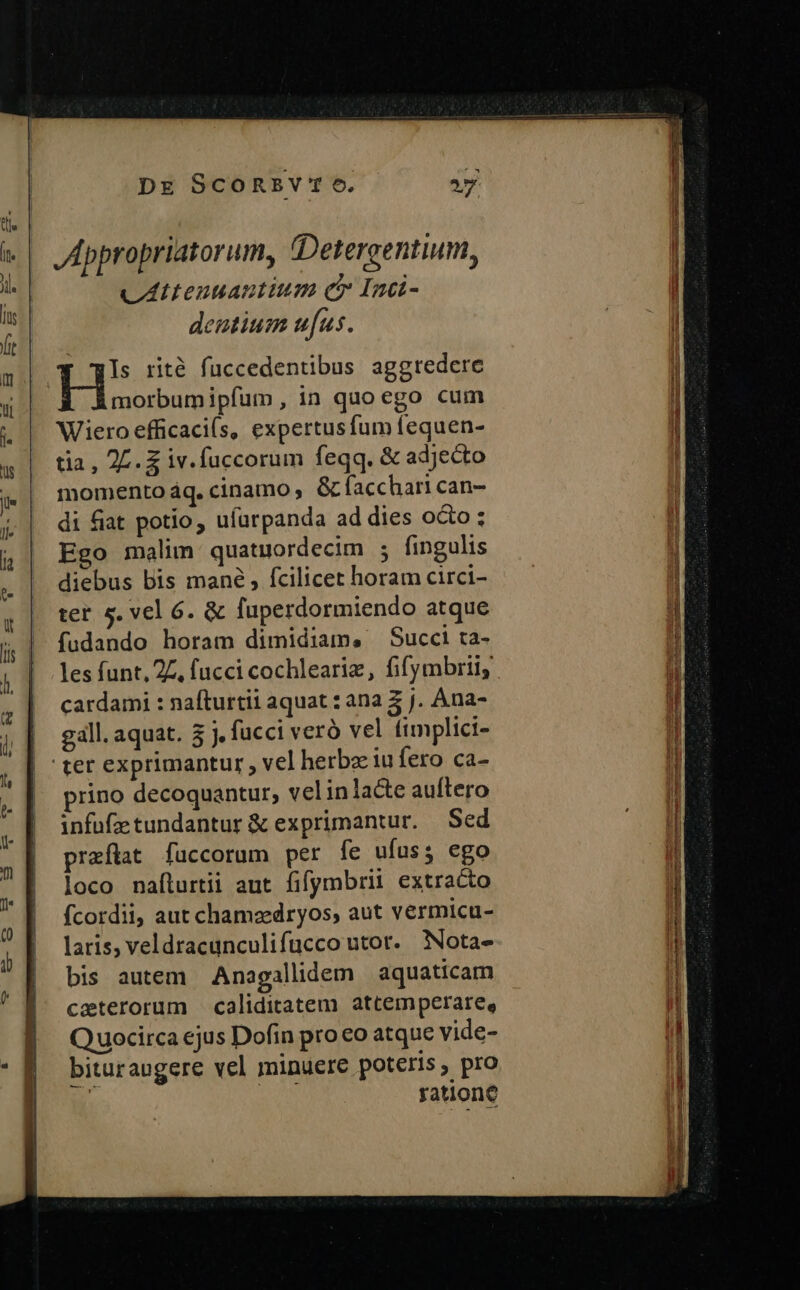 DE SCORBVTO. 27
Appropriatorum, Detergentium,
Attenuantium & Inci-
dentium uſus.
HIs ritè ſuccedentibus aggredere
morbum ipſum, in quo ego cum
Wiero efficaciſs, expertus ſum ſequen-
tia, ℞. ℥ iv. ſuccorum ſeqq. & adjecto
momento áq. cinamo, & ſacchari can-
di fiat potio, uſurpanda ad dies octo:
Ego malim quatuordecim; ſingulis
diebus bis manè, ſcilicet horam circi-
ter 5. vel 6. & ſuperdormiendo atque
ſudando horam dimidiam. Succi ta-
les ſunt, ℞, ſucci cochleariæ, ſiſymbrii,
cardami: naſturtii aquat: ana ℥ j. Ana-
gall. aquat. ℥ j. ſucci verò vel ſimplici-
ter exprimantur, vel herbæ in ſero ca-
prino decoquantur, vel in lacte auſtero
infuſæ tundantur & exprimantur. Sed
præſtat ſuccorum per ſe uſus; ego
loco naſturtii aut ſiſymbrii extracto
ſcordii, aut chamædryos, aut vermicu-
laris, vel dracunculi ſucco utor. Nota-
bis autem Anagallidem aquaticam
cæterorum caliditatem attemperare,
Quocirca ejus Doſin pro eo atque vide-
bitur augere vel minuere poteris, pro
ratione